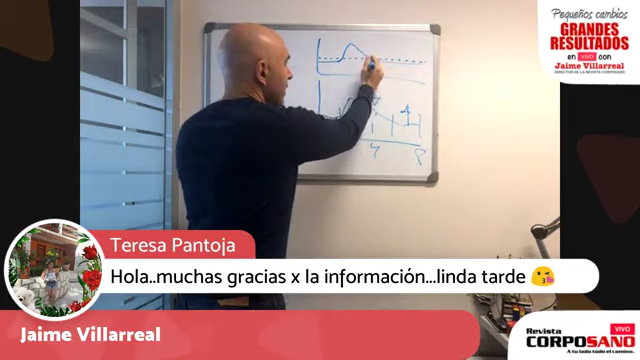 Pequeños cambios
GRANDES
RESULTADOS
en VIVO con
Jaime Villarreal
DIRECTOR DE LA REVISTA CORPOSANO
Teresa Pantoja
Hola..muchas gracias x la información...linda tarde 😘
Jaime Villarreal
Revista VIVO
CORPOSANO
A tu lado todo el camino.